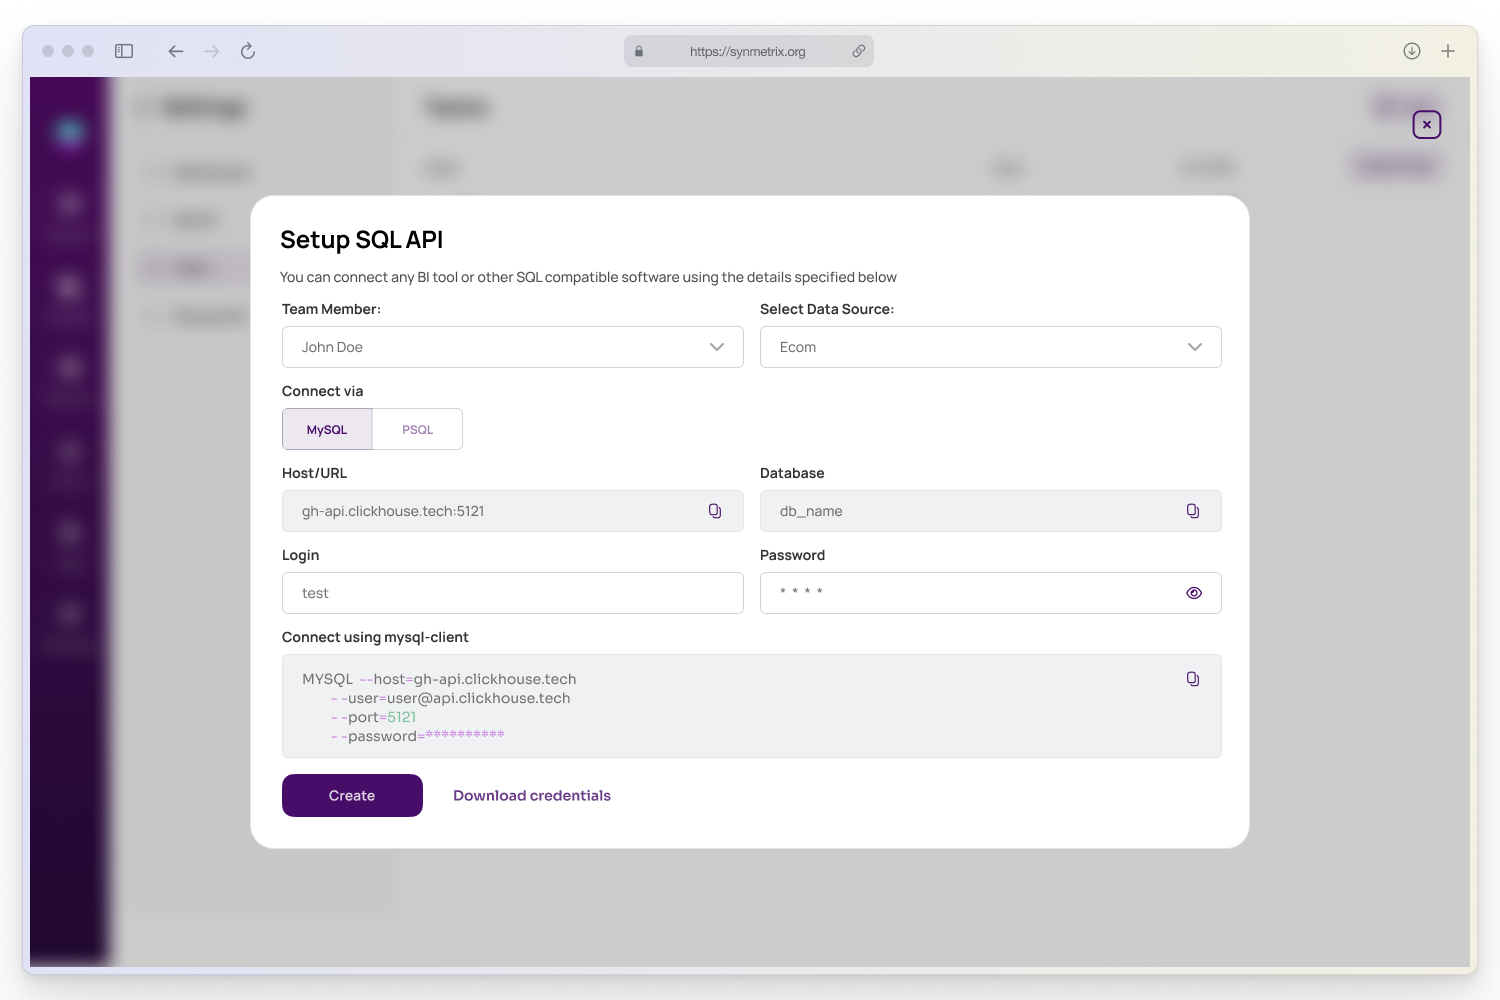 https://synmetrix.org
Settings
Teams
Setup SQL API
You can connect any BI tool or other SQL compatible software using the details specified below
Team Member:
Select Data Source:
John Doe
Ecom
Connect via
MySQL
PSQL
Host/URL
Database
gh-api.clickhouse.tech:5121
db_name
Login
Password
test
* * * *
Connect using mysql-client
MYSQL --host=gh-api.clickhouse.tech
- -user=user@api.clickhouse.tech
- -port=5121
- -password=**********
Create
Download credentials